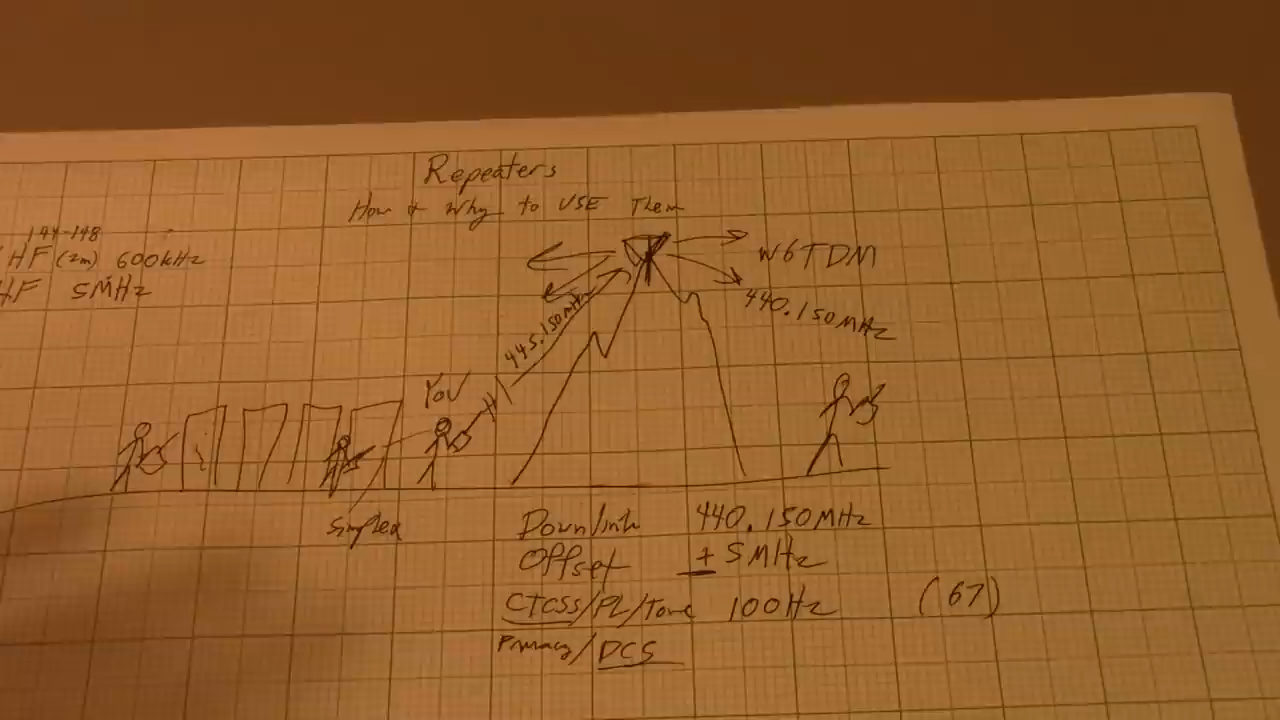 Repeaters
How & Why to USE Them
144-148
HF (2m) 600kHz
HF 5MHz
W6TDM
440.150MHz
445.150MHz
YOU
Simplex
Downlink 440.150MHz
Offset ± 5MHz
CTCSS/PL/Tone 100Hz (67)
Privacy/DCS